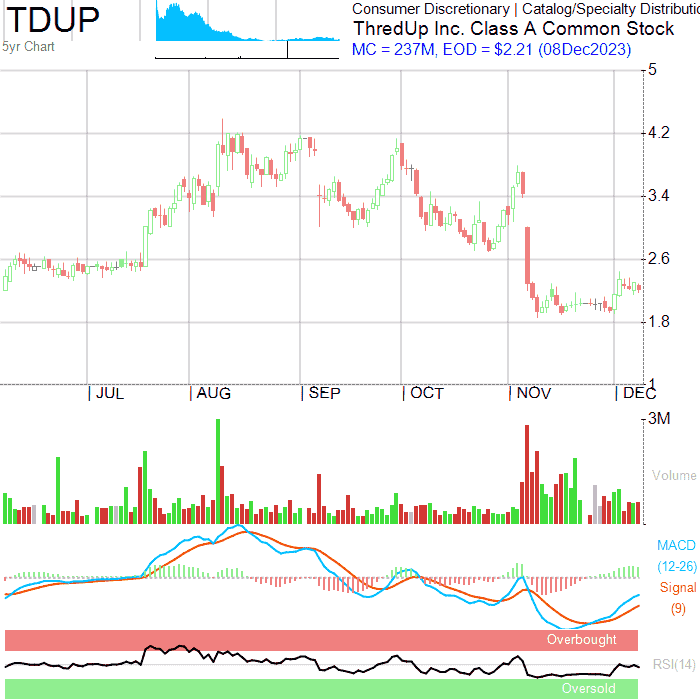 TDUP
5yr Chart
Consumer Discretionary | Catalog/Specialty Distributio
ThredUp Inc. Class A Common Stock
MC = 237M, EOD = $2.21 (08Dec2023)
5
4.2
3.4
2.6
1.8
1
JUL AUG SEP OCT NOV DEC
3M
Volume
MACD
(12-26)
Signal
(9)
Overbought
RSI(14)
Oversold